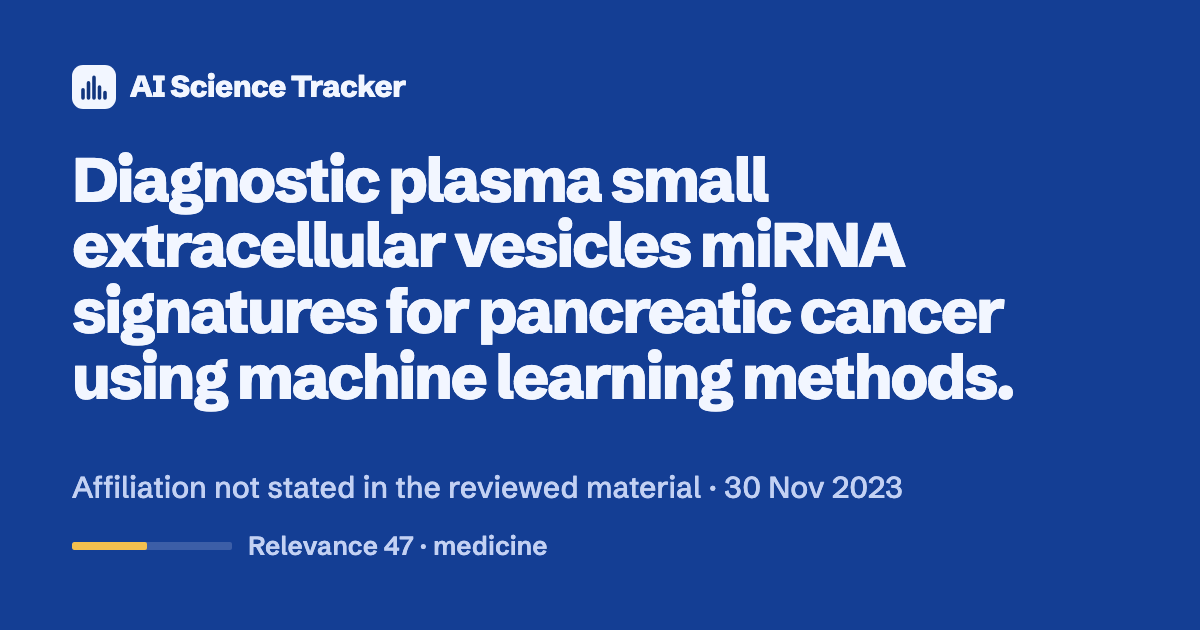 AI Science Tracker
Diagnostic plasma small
extracellular vesicles miRNA
signatures for pancreatic cancer
using machine learning methods.
Affiliation not stated in the reviewed material · 30 Nov 2023
Relevance 47 · medicine